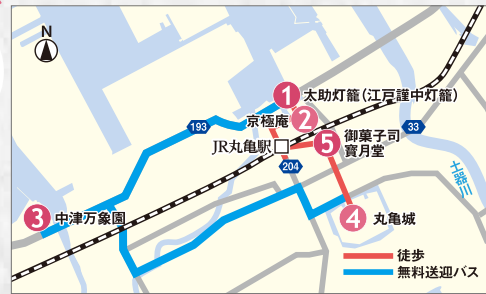 N
1 太助灯籠(江戸講中灯籠)
京極庵 2
193
JR丸亀駅
5 御菓子司
寳月堂
33
204
土器川
3 中津万象園
4 丸亀城
徒歩
無料送迎バス